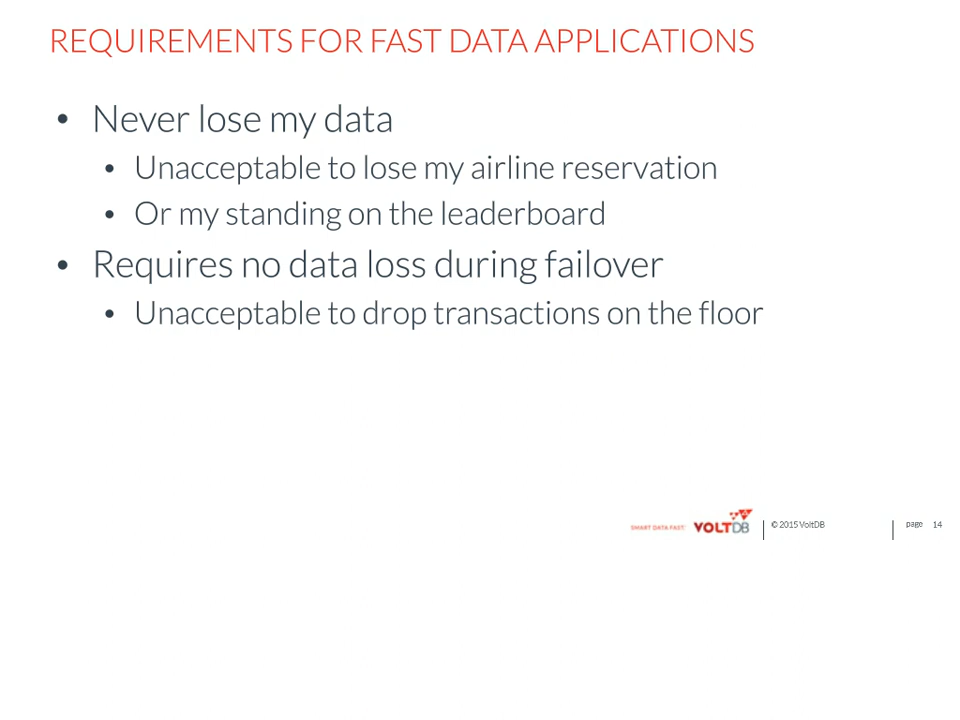 REQUIREMENTS FOR FAST DATA APPLICATIONS
• Never lose my data
• Unacceptable to lose my airline reservation
• Or my standing on the leaderboard
• Requires no data loss during failover
• Unacceptable to drop transactions on the floor
SMART DATA FAST VOLTDB © 2015 VoltDB page 14